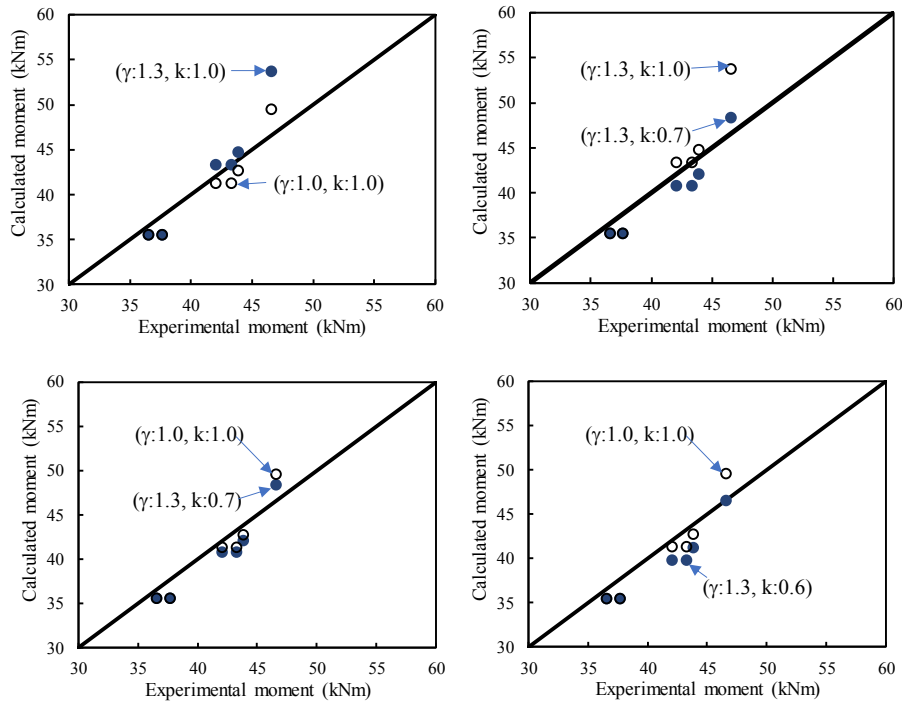 60
55
50
45
40
35
30
Calculated moment (kNm)
(γ:1.3, k:1.0)
(γ:1.0, k:1.0)
30 35 40 45 50 55 60
Experimental moment (kNm)
60
55
50
45
40
35
30
Calculated moment (kNm)
(γ:1.3, k:1.0)
(γ:1.3, k:0.7)
30 35 40 45 50 55 60
Experimental moment (kNm)
60
55
50
45
40
35
30
Calculated moment (kNm)
(γ:1.0, k:1.0)
(γ:1.3, k:0.7)
30 35 40 45 50 55 60
Experimental moment (kNm)
60
55
50
45
40
35
30
Calculated moment (kNm)
(γ:1.0, k:1.0)
(γ:1.3, k:0.6)
30 35 40 45 50 55 60
Experimental moment (kNm)